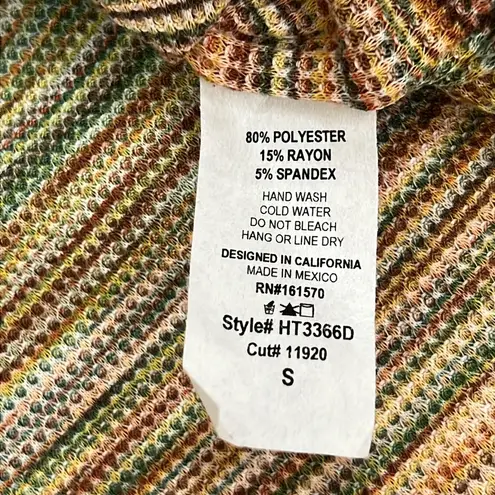 80% POLYESTER
15% RAYON
5% SPANDEX
HAND WASH
COLD WATER
DO NOT BLEACH
HANG OR LINE DRY
DESIGNED IN CALIFORNIA
MADE IN MEXICO
RN#161570
Style# HT3366D
Cut# 11920
S